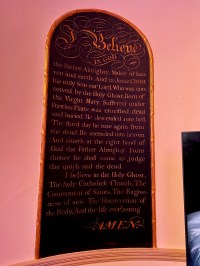 I Believe
IN GOD
the Father Almighty, Maker of hea
ven and earth: And in Jesus Christ
his only Son our Lord, Who was con
ceived by the Holy Ghost, Born of
the Virgin Mary, Suffered under
Pontius Pilate was crucified, dead
and buried, He descended into hell,
The third day he rose again from
the dead, He ascended into heaven
And sitteth at the right hand of
God the Father Almighty, From
thence he shall come to judge
the quick and the dead.
I believe in the Holy Ghost,
The holy Catholick Church, The
Communion of Saints, The Forgive-
ness of sins, The Resurrection of
the Body, And the life everlasting.
AMEN.